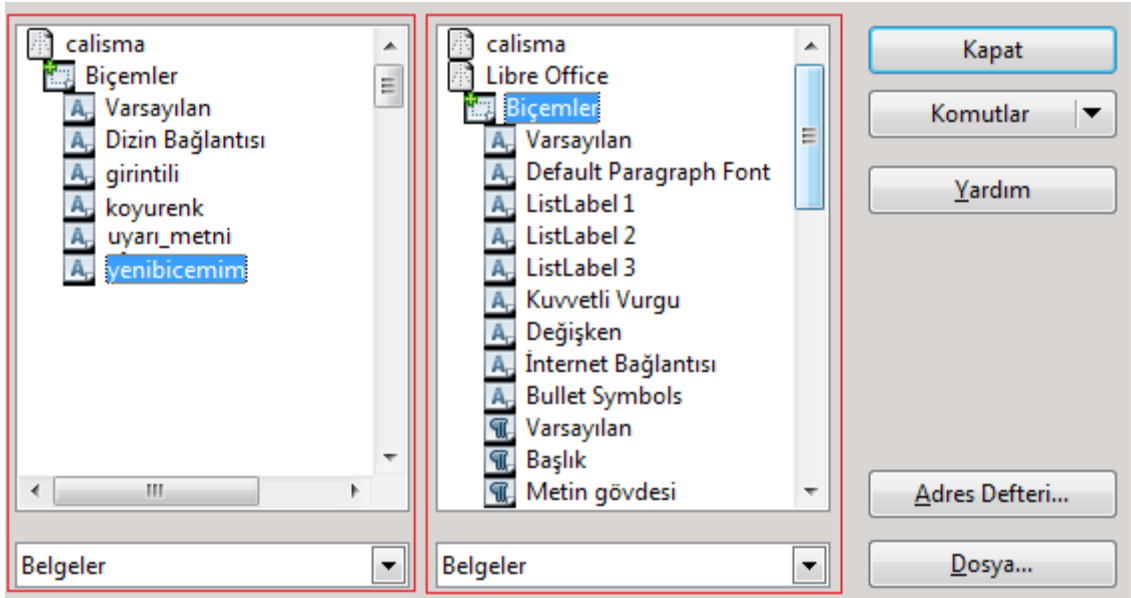 calisma
Biçemler
Varsayılan
Dizin Bağlantısı
girintili
koyurenk
uyarı_metni
yenibicemim
Belgeler
calisma
Libre Office
Biçemler
Varsayılan
Default Paragraph Font
ListLabel 1
ListLabel 2
ListLabel 3
Kuvvetli Vurgu
Değişken
İnternet Bağlantısı
Bullet Symbols
Varsayılan
Başlık
Metin gövdesi
Belgeler
Kapat
Komutlar
Yardım
Adres Defteri...
Dosya...